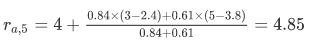 r_{a,5} = 4 + \frac{0.84×(3−2.4)+0.61×(5−3.8)}{0.84+0.61} = 4.85